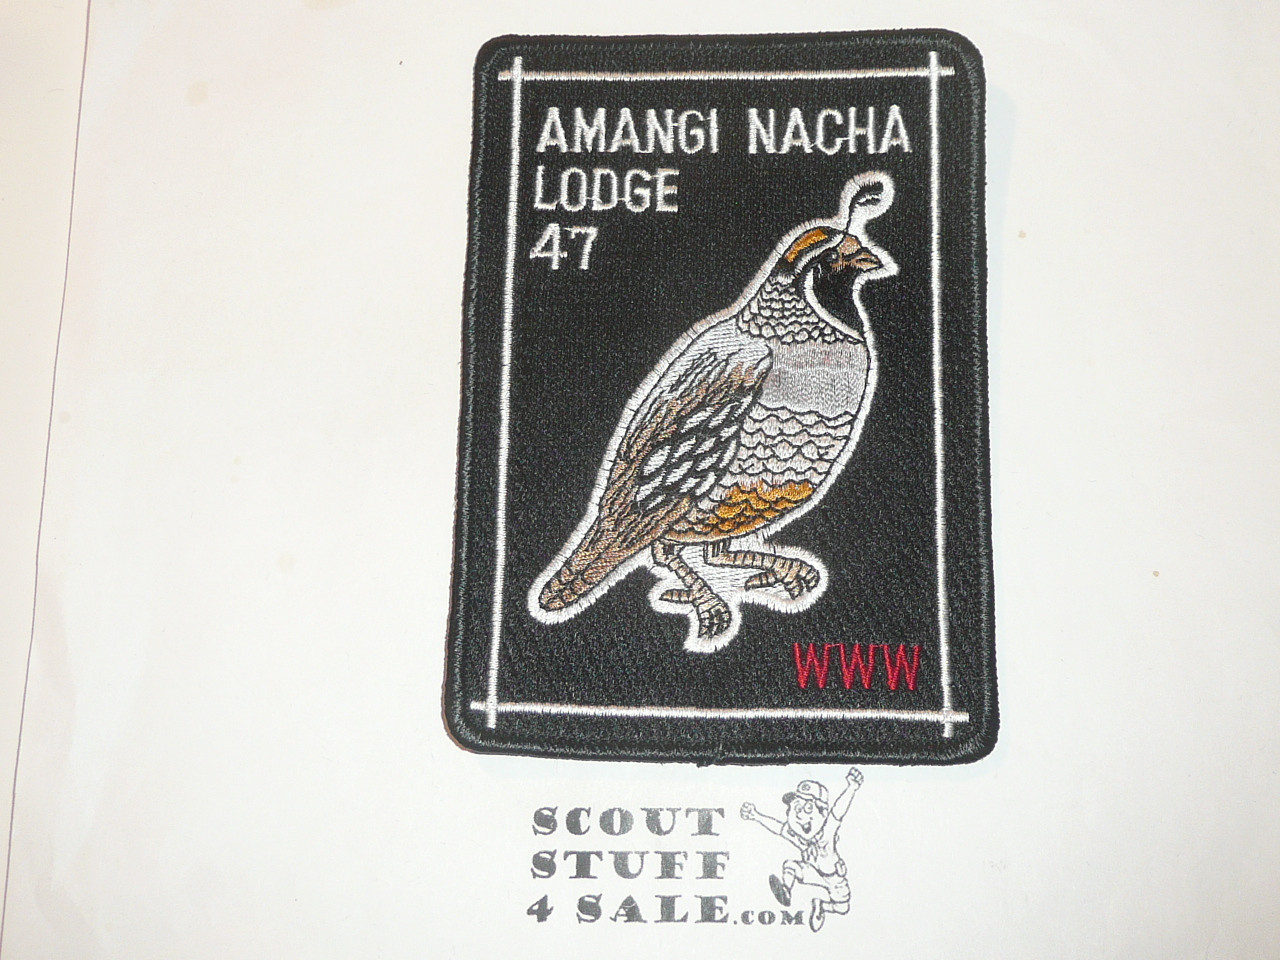 AMANGI NACHA
LODGE
47
WWW
SCOUT
STUFF
4 SALE.COM